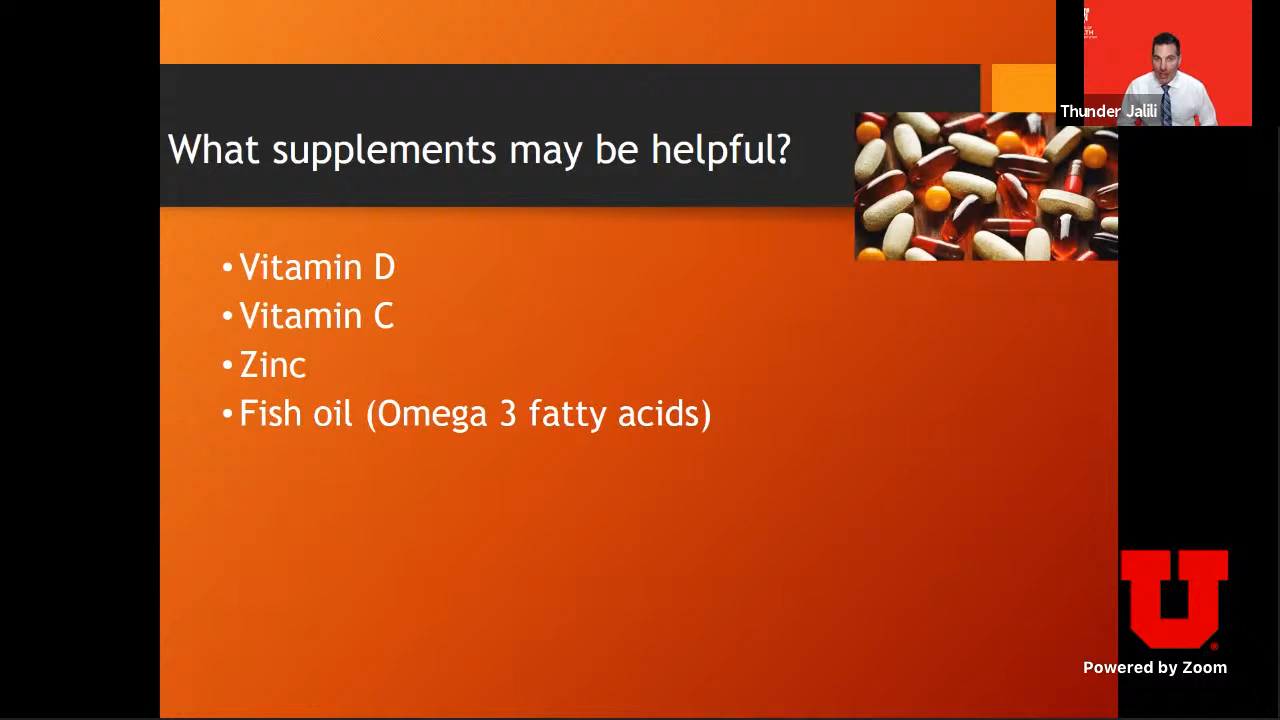 What supplements may be helpful?
• Vitamin D
• Vitamin C
• Zinc
• Fish oil (Omega 3 fatty acids)
Thunder Jalili
U
Powered by Zoom